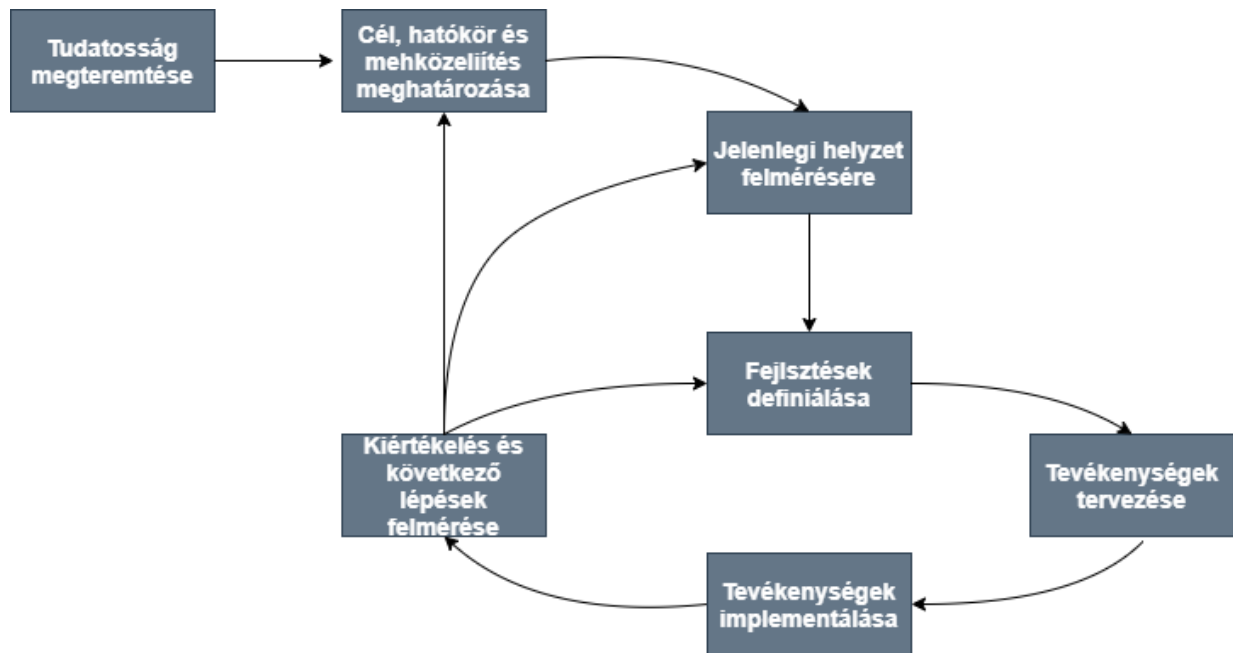 Tudatosság
megteremtése
Cél, hatókör és
mehközeliítés
meghatározása
Jelenlegi helyzet
felmérésére
Fejlsztések
definiálása
Kiértékelés és
következő
lépések
felmérése
Tevékenységek
tervezése
Tevékenységek
implementálása